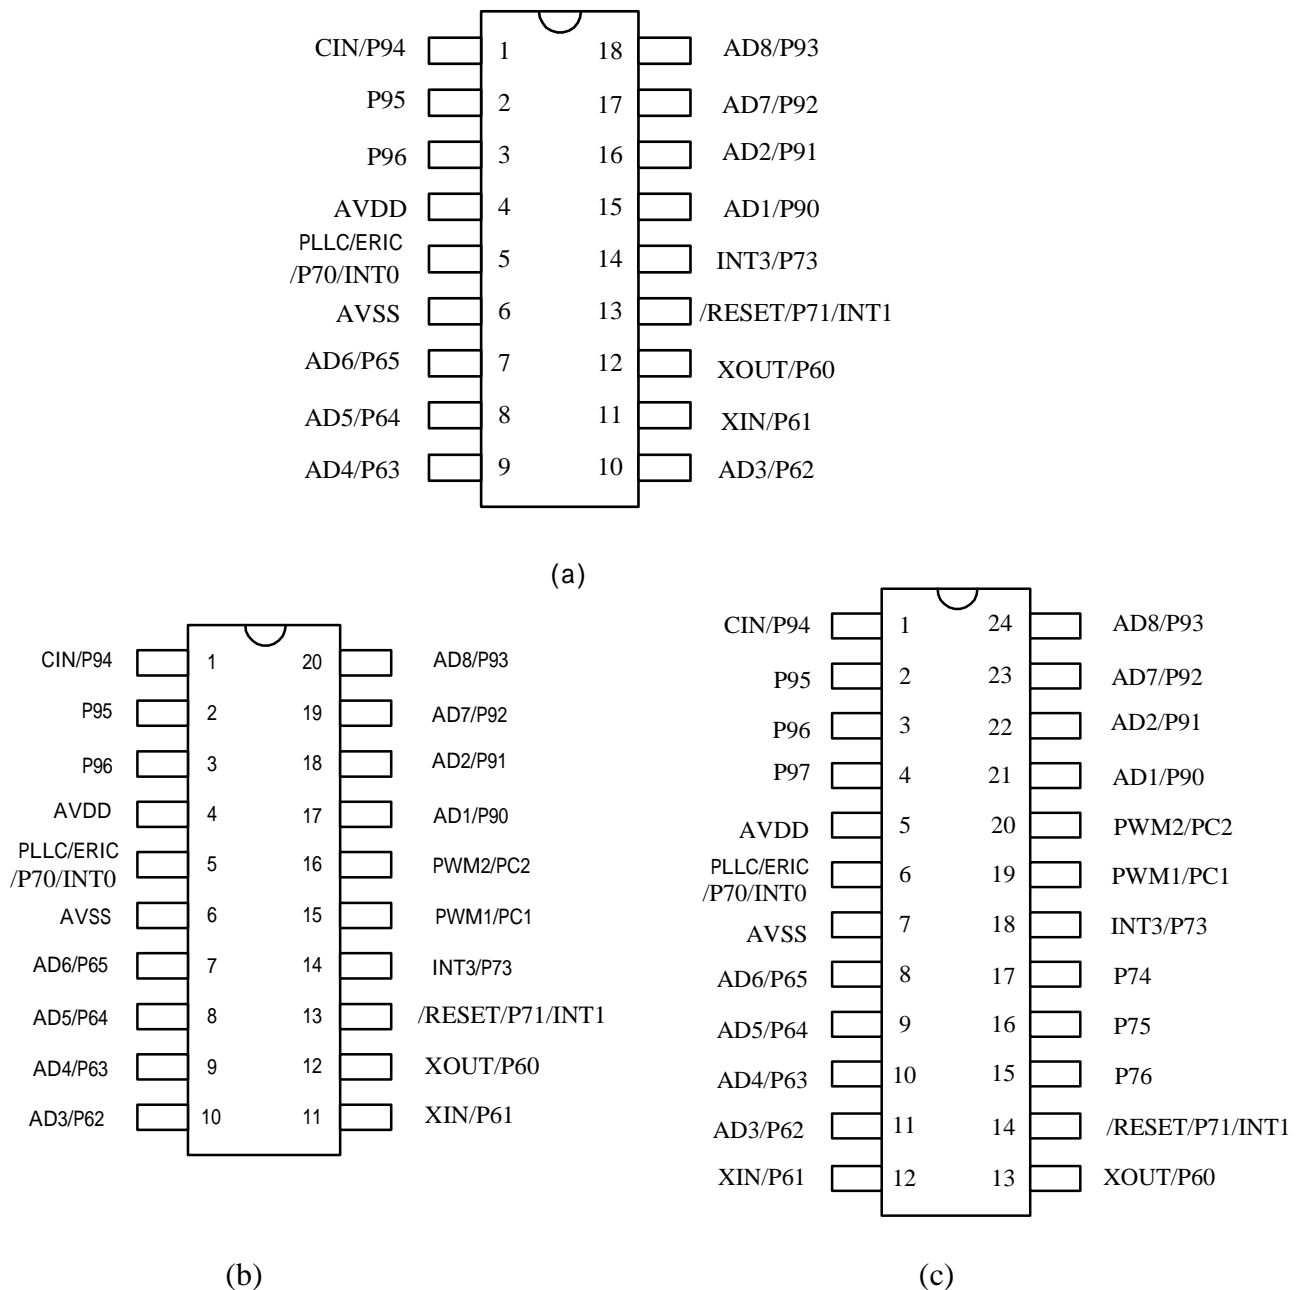 CIN/P94 1 18 AD8/P93
P95 2 17 AD7/P92
P96 3 16 AD2/P91
AVDD 4 15 AD1/P90
PLLC/ERIC
/P70/INT0 5 14 INT3/P73
AVSS 6 13 /RESET/P71/INT1
AD6/P65 7 12 XOUT/P60
AD5/P64 8 11 XIN/P61
AD4/P63 9 10 AD3/P62
(a)
CIN/P94 1 20 AD8/P93
P95 2 19 AD7/P92
P96 3 18 AD2/P91
AVDD 4 17 AD1/P90
PLLC/ERIC
/P70/INT0 5 16 PWM2/PC2
AVSS 6 15 PWM1/PC1
AD6/P65 7 14 INT3/P73
AD5/P64 8 13 /RESET/P71/INT1
AD4/P63 9 12 XOUT/P60
AD3/P62 10 11 XIN/P61
(b)
CIN/P94 1 24 AD8/P93
P95 2 23 AD7/P92
P96 3 22 AD2/P91
P97 4 21 AD1/P90
AVDD 5 20 PWM2/PC2
PLLC/ERIC
/P70/INT0 6 19 PWM1/PC1
AVSS 7 18 INT3/P73
AD6/P65 8 17 P74
AD5/P64 9 16 P75
AD4/P63 10 15 P76
AD3/P62 11 14 /RESET/P71/INT1
XIN/P61 12 13 XOUT/P60
(c)